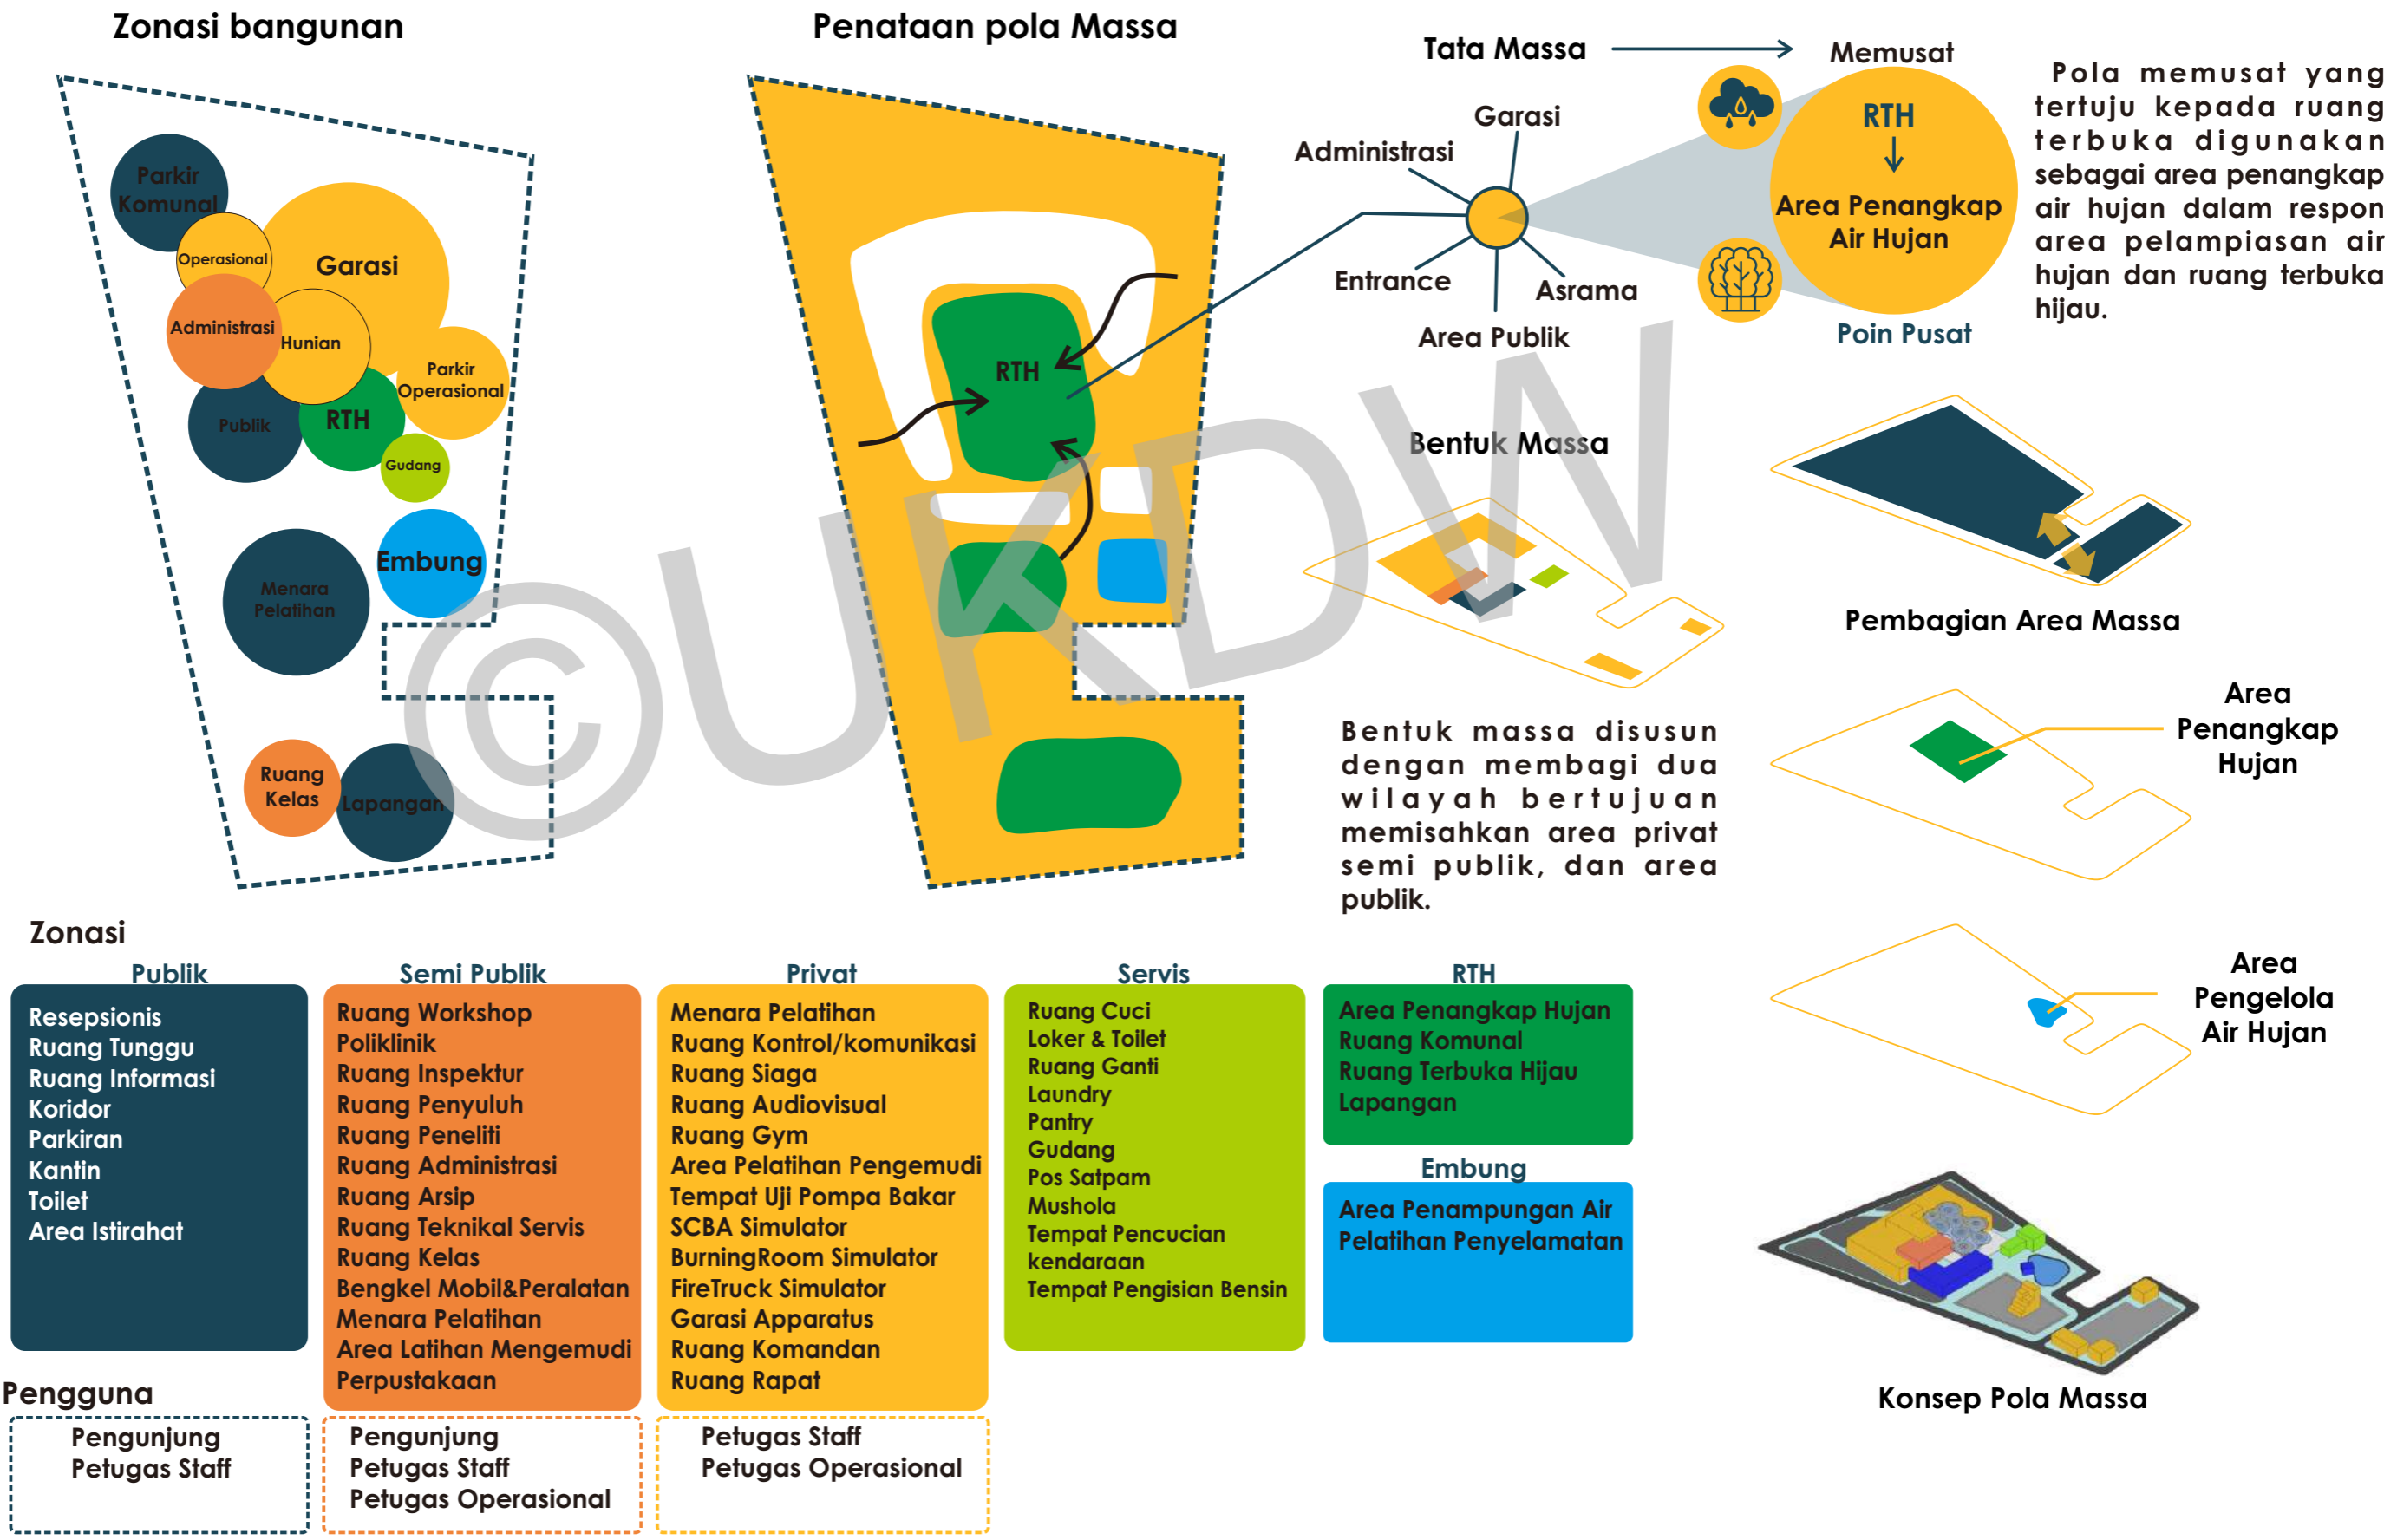 Zonasi bangunan
Parkir
Komunal
Operasional
Garasi
Administrasi
Hunian
Parkir
Operasional
Publik
RTH
Gudang
Embung
Menara
Pelatihan
Ruang
Kelas
Lapangan
Penataan pola Massa
RTH
Tata Massa
Memusat
Garasi
Administrasi
Entrance
Asrama
Area Publik
RTH
Area Penangkap
Air Hujan
Poin Pusat
Pola memusat yang
tertuju kepada ruang
terbuka digunakan
sebagai area penangkap
air hujan dalam respon
area pelampiasan air
hujan dan ruang terbuka
hijau.
Bentuk Massa
Bentuk massa disusun
dengan membagi dua
wilayah bertujuan
memisahkan area privat
semi publik, dan area
publik.
Pembagian Area Massa
Area
Penangkap
Hujan
Area
Pengelola
Air Hujan
Konsep Pola Massa
©UKDW
Zonasi
Publik
Resepsionis
Ruang Tunggu
Ruang Informasi
Koridor
Parkiran
Kantin
Toilet
Area Istirahat
Semi Publik
Ruang Workshop
Poliklinik
Ruang Inspektur
Ruang Penyuluh
Ruang Peneliti
Ruang Administrasi
Ruang Arsip
Ruang Teknikal Servis
Ruang Kelas
Bengkel Mobil&Peralatan
Menara Pelatihan
Area Latihan Mengemudi
Perpustakaan
Privat
Menara Pelatihan
Ruang Kontrol/komunikasi
Ruang Siaga
Ruang Audiovisual
Ruang Gym
Area Pelatihan Pengemudi
Tempat Uji Pompa Bakar
SCBA Simulator
BurningRoom Simulator
FireTruck Simulator
Garasi Apparatus
Ruang Komandan
Ruang Rapat
Servis
Ruang Cuci
Loker & Toilet
Ruang Ganti
Laundry
Pantry
Gudang
Pos Satpam
Mushola
Tempat Pencucian
kendaraan
Tempat Pengisian Bensin
RTH
Area Penangkap Hujan
Ruang Komunal
Ruang Terbuka Hijau
Lapangan
Embung
Area Penampungan Air
Pelatihan Penyelamatan
Pengguna
Pengunjung
Petugas Staff
Pengunjung
Petugas Staff
Petugas Operasional
Petugas Staff
Petugas Operasional